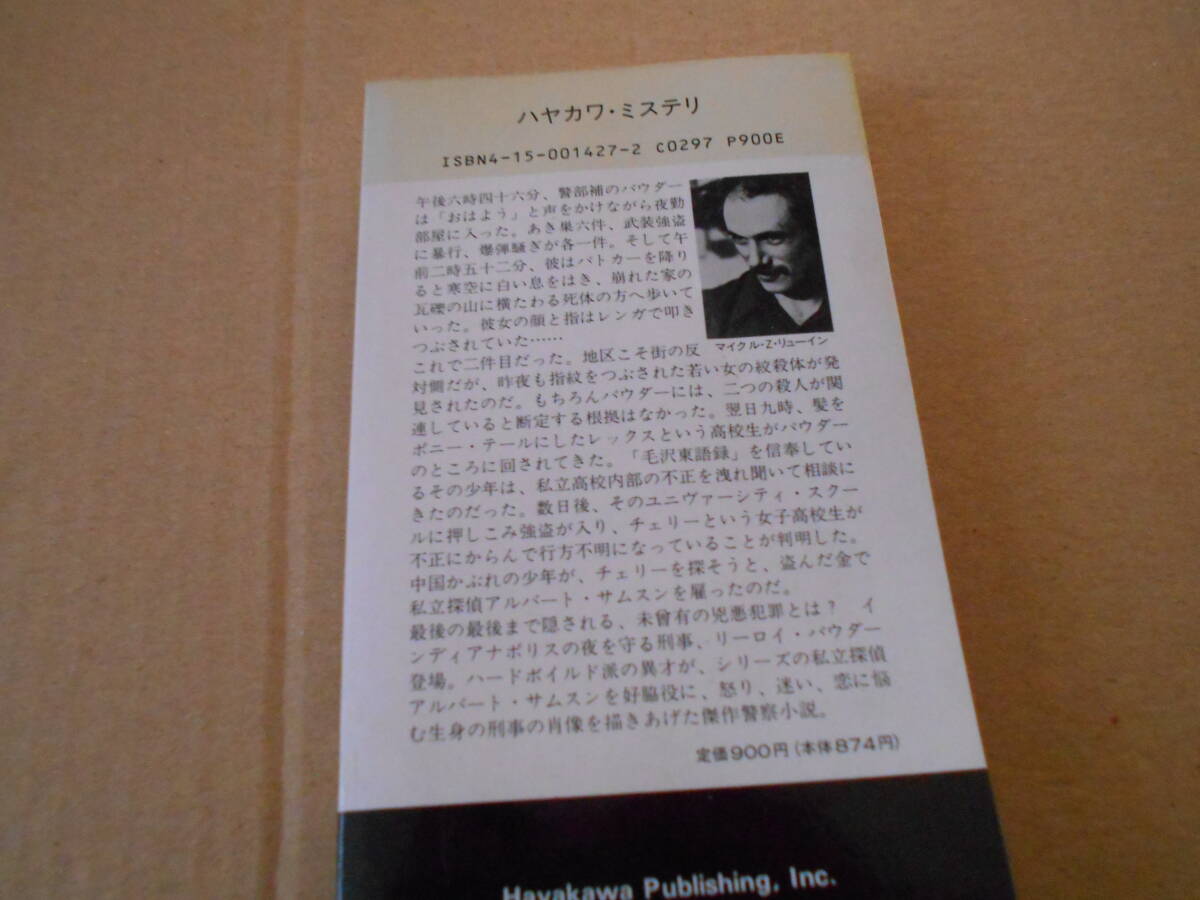 ハヤカワ・ミステリ
ISBN4-15-001427-2 C0297 P900E
午後六時四十六分、警部補のパウダー
は「おはよう」と声をかけながら夜勤
部屋に入った。あき巣六件、武装強盗
に暴行、爆弾騒ぎが各一件。そして午
前二時五十二分、彼はパトカーを降り
ると寒空に白い息をはき、崩れた家の
瓦礫の山に横たわる死体の方へ歩いて
いった。彼女の顔と指はレンガで叩き
つぶされていた……
マイクル・Z・リューイン
これで二件目だった。地区こそ街の反
対側だが、昨夜も指紋をつぶされた若い女の絞殺体が発
見されたのだ。もちろんパウダーには、二つの殺人が関
連していると断定する根拠はなかった。翌日九時、髪を
ポニー・テールにしたレックスという高校生がパウダー
のところに回されてきた。「毛沢東語録」を信奉してい
るその少年は、私立高校内部の不正を洩れ聞いて相談に
きたのだった。数日後、そのユニヴァーシティ・スクー
ルに押しこみ強盗が入り、チェリーという女子高校生が
不正にからんで行方不明になっていることが判明した。
中国かぶれの少年が、チェリーを探そうと、盗んだ金で
私立探偵アルバート・サムスンを雇ったのだ。
最後の最後まで隠される、未曾有の兇悪犯罪とは？　イ
ンディアナポリスの夜を守る刑事、リーロイ・パウダー
登場。ハードボイルド派の異才が、シリーズの私立探偵
アルバート・サムスンを好脇役に、怒り、迷い、恋に悩
む生身の刑事の肖像を描きあげた傑作警察小説。
定価900円(本体874円)
Hayakawa Publishing, Inc.